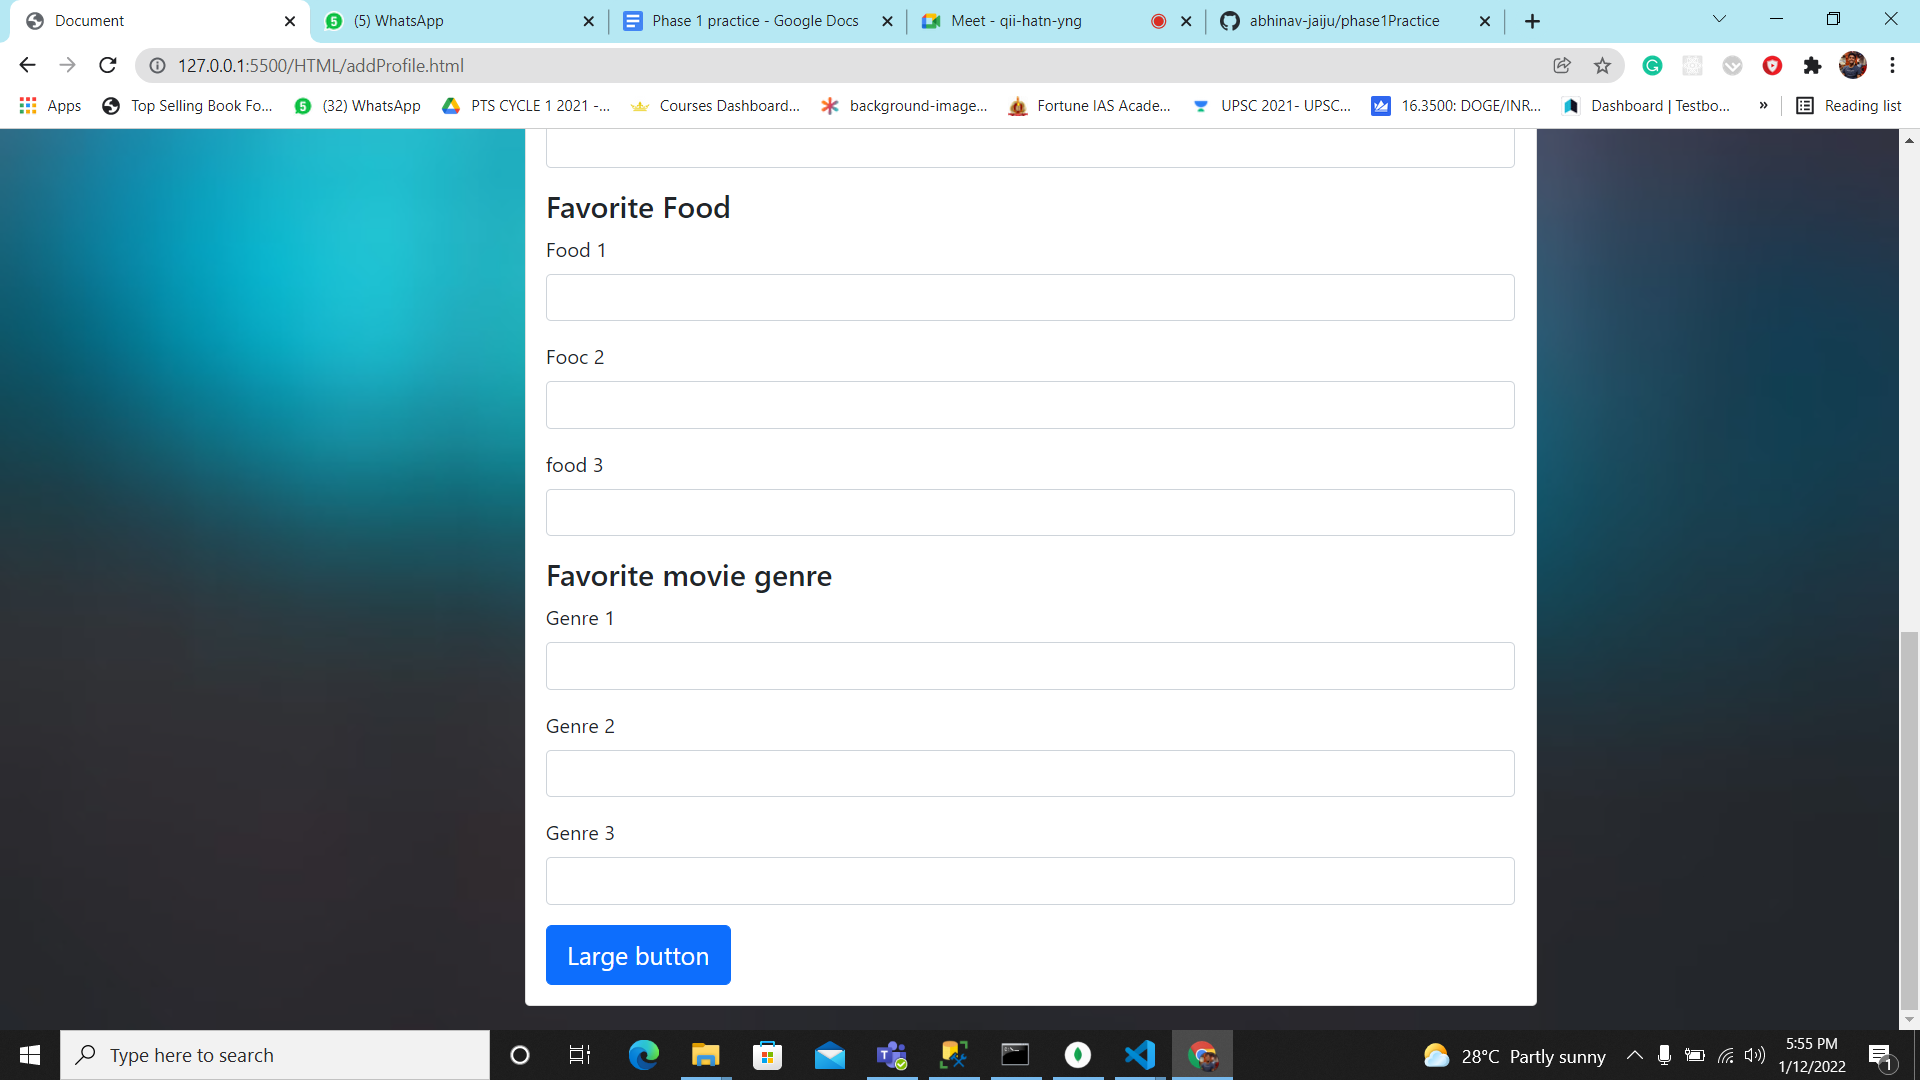 Document
(5) WhatsApp
Phase 1 practice - Google Docs
Meet - qii-hatn-yng
abhinav-jaiju/phase1Practice
127.0.0.1:5500/HTML/addProfile.html
Apps
Top Selling Book Fo...
(32) WhatsApp
PTS CYCLE 1 2021 -...
Courses Dashboard...
background-image...
Fortune IAS Acade...
UPSC 2021- UPSC...
16.3500: DOGE/INR...
Dashboard | Testbo...
»
Reading list
Favorite Food
Food 1
Fooc 2
food 3
Favorite movie genre
Genre 1
Genre 2
Genre 3
Large button
Type here to search
28°C Partly sunny
5:55 PM
1/12/2022
1